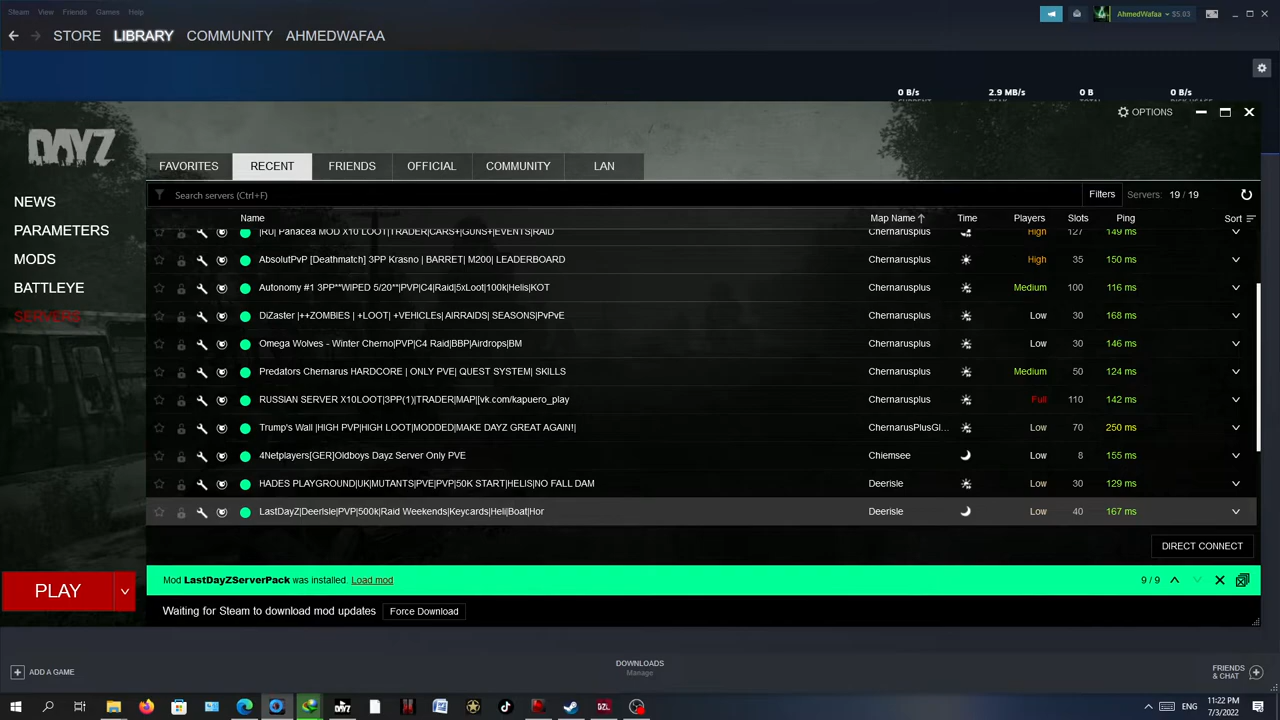 Steam View Friends Games Help
AhmedWafaa $5.03
STORE LIBRARY COMMUNITY AHMEDWAFAA
0 B/s 2.9 MB/s 0 B 0 B/s
OPTIONS
DAYZ
FAVORITES RECENT FRIENDS OFFICIAL COMMUNITY LAN
Search servers (Ctrl+F) Filters Servers: 19 / 19
NEWS
PARAMETERS
MODS
BATTLEYE
SERVERS
Name Map Name Time Players Slots Ping Sort
|RU| Panacea MOD X10 LOOT|TRADER|CARS+|GUNS+|EVENTS|RAID Chernarusplus High 127 149 ms
AbsolutPvP [Deathmatch] 3PP Krasno | BARRET| M200| LEADERBOARD Chernarusplus High 35 150 ms
Autonomy #1 3PP**WIPED 5/20**|PVP|C4|Raid|5xLoot|100k|Helis|KOT Chernarusplus Medium 100 116 ms
DiZaster |++ZOMBIES | +LOOT| +VEHICLEs| AIRRAIDS| SEASONS|PvPvE Chernarusplus Low 30 168 ms
Omega Wolves - Winter Cherno|PVP|C4 Raid|BBP|Airdrops|BM Chernarusplus Low 30 146 ms
Predators Chernarus HARDCORE | ONLY PVE| QUEST SYSTEM| SKILLS Chernarusplus Medium 50 124 ms
RUSSIAN SERVER X10LOOT|3PP(1)|TRADER|MAP|[vk.com/kapuero_play Chernarusplus Full 110 142 ms
Trump's Wall |HIGH PVP|HIGH LOOT|MODDED|MAKE DAYZ GREAT AGAIN!| ChernarusPlusGl... Low 70 250 ms
4Netplayers[GER]Oldboys Dayz Server Only PVE Chiemsee Low 8 155 ms
HADES PLAYGROUND|UK|MUTANTS|PVE|PVP|50K START|HELIS|NO FALL DAM Deerisle Low 30 129 ms
LastDayZ|DeerIsle|PVP|500k|Raid Weekends|Keycards|Heli|Boat|Hor Deerisle Low 40 167 ms
DIRECT CONNECT
Mod LastDayZServerPack was installed. Load mod 9 / 9
PLAY
Waiting for Steam to download mod updates Force Download
ADD A GAME
DOWNLOADS
Manage
FRIENDS
& CHAT
11:22 PM
7/3/2022